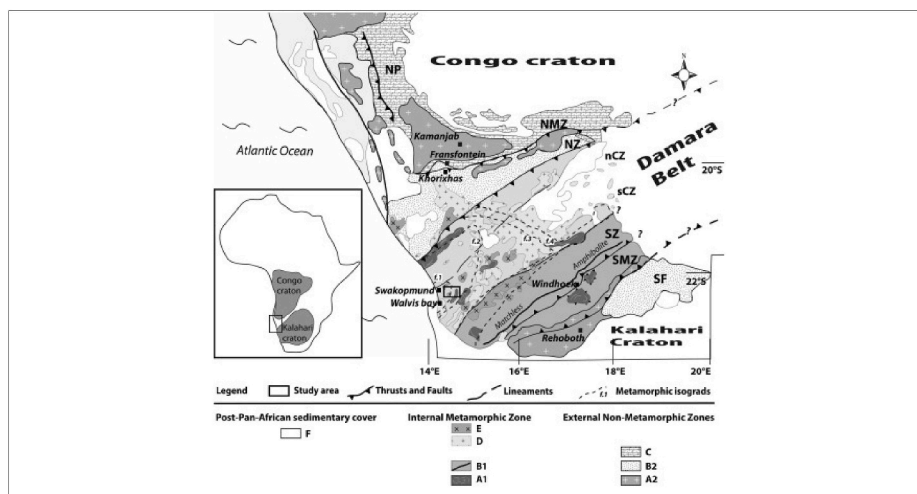 Congo craton
N
NP
NMZ
Kamanjab
Fransfontein
NZ
Khorixhas
Atlantic Ocean
nCZ
Damara
Belt
20°S
sCZ
?
?
?
SZ
Amphibolite
SMZ
Windhoek
SF
22°S
Swakopmund
Walvis bay
Matchless
Congo
craton
Kalahari
craton
Kalahari
Craton
Rehoboth
14°E 16°E 18°E 20°E
Legend Study area Thrusts and Faults Lineaments Metamorphic isograds
Post-Pan-African sedimentary cover Internal Metamorphic Zone External Non-Metamorphic Zones
F E
D
C
B1 B2
A1 A2